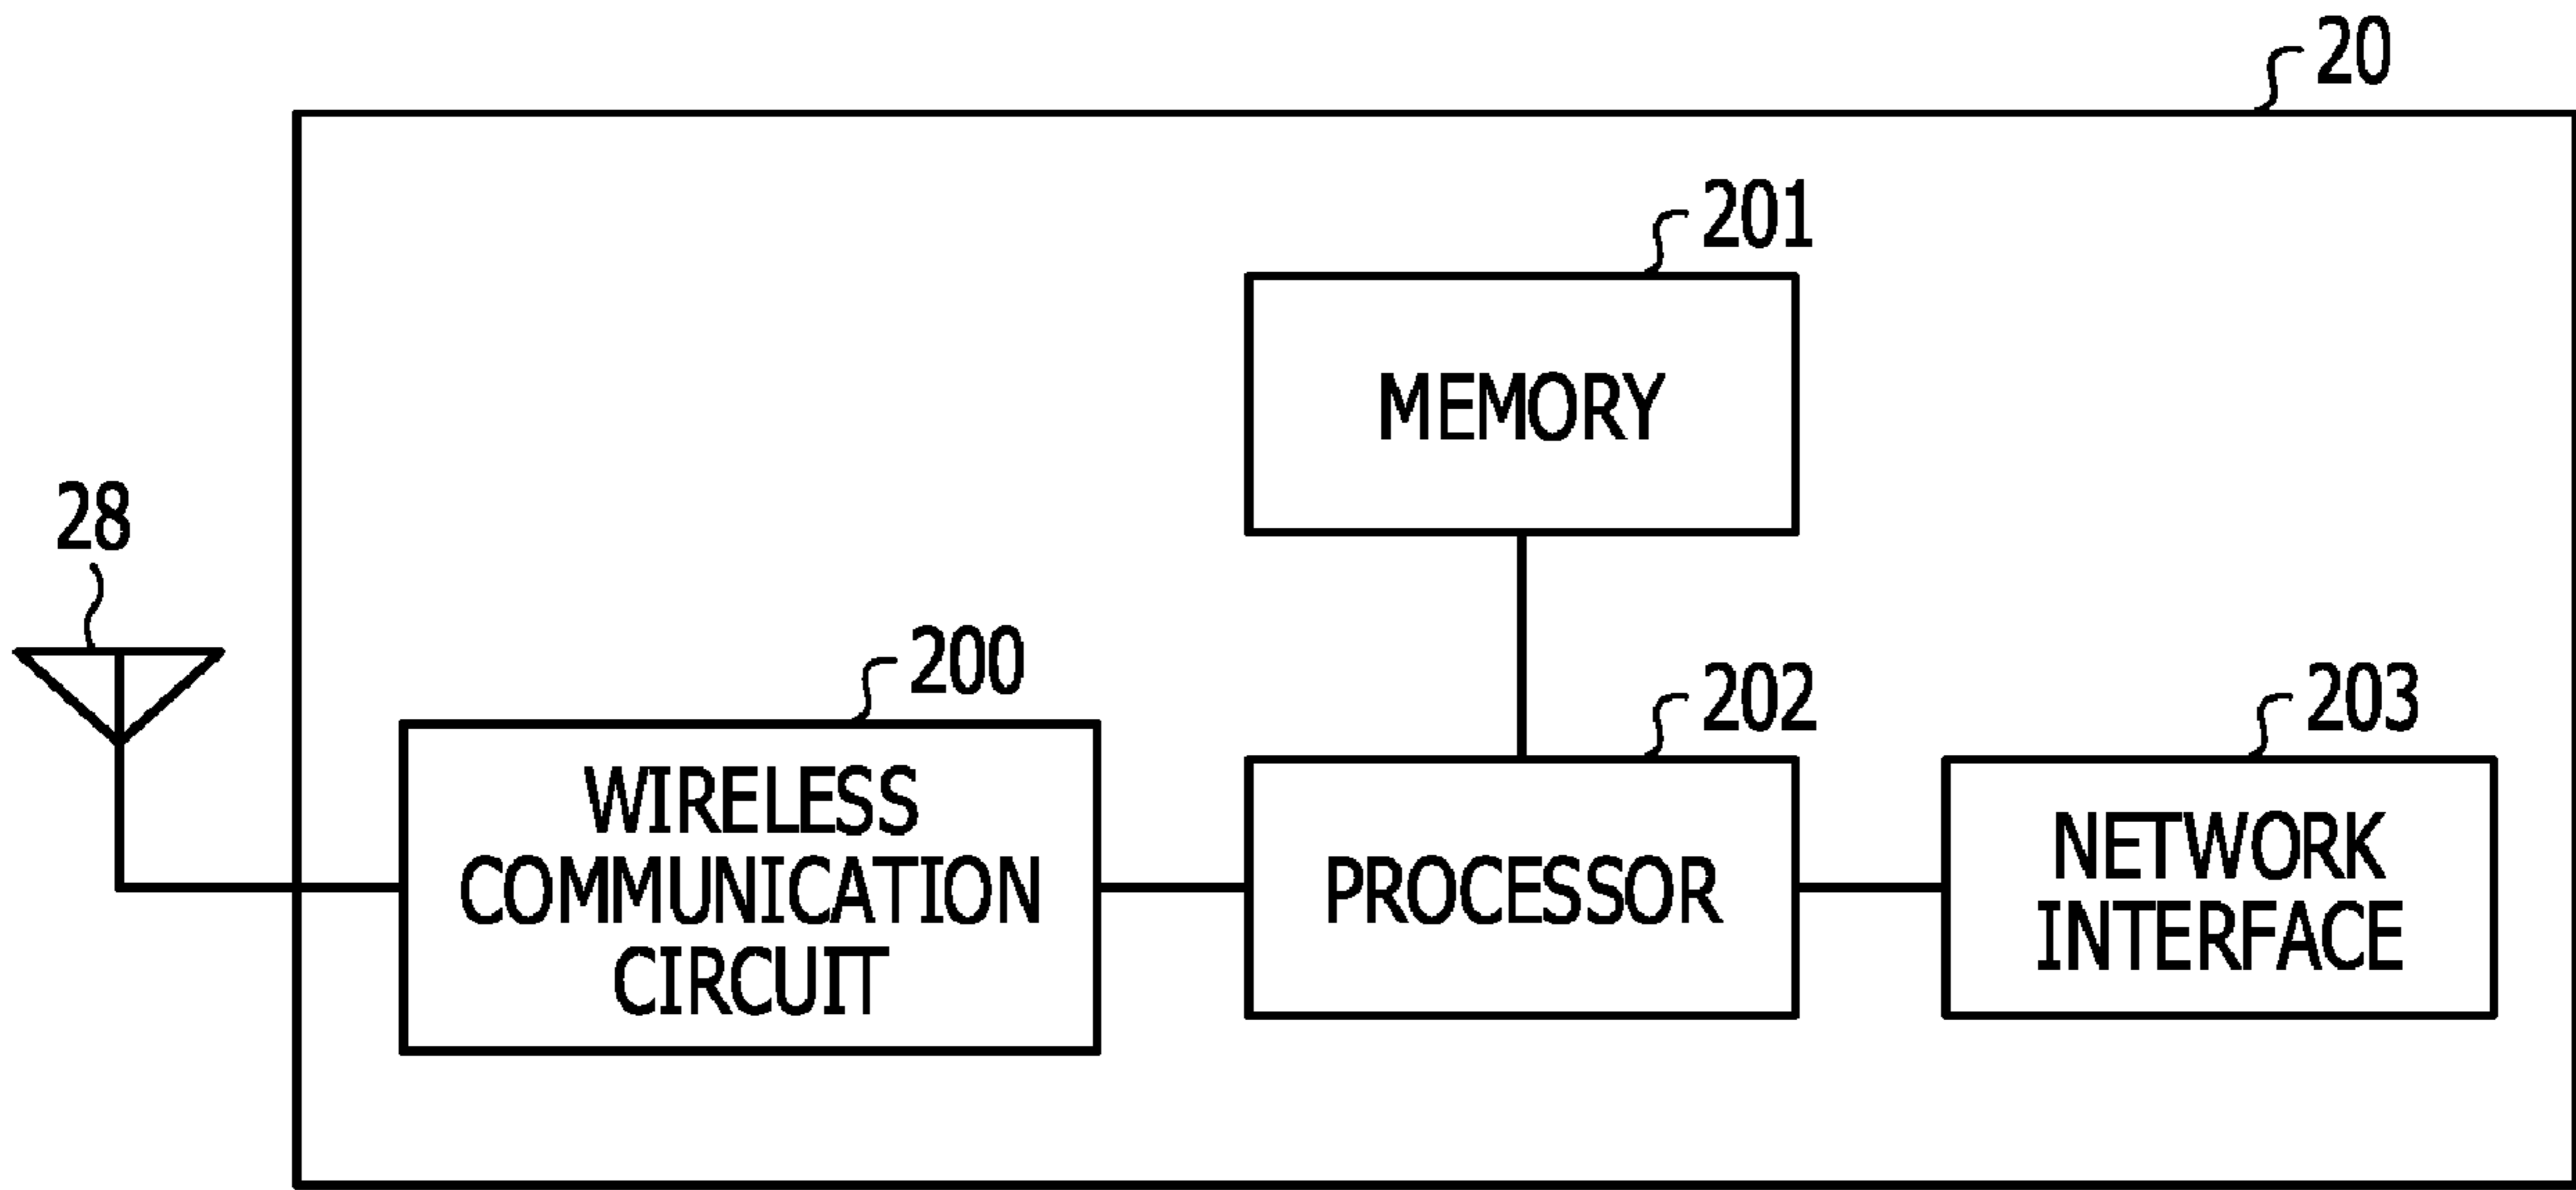 20
201
MEMORY
28
200
WIRELESS
COMMUNICATION
CIRCUIT
202
PROCESSOR
203
NETWORK
INTERFACE